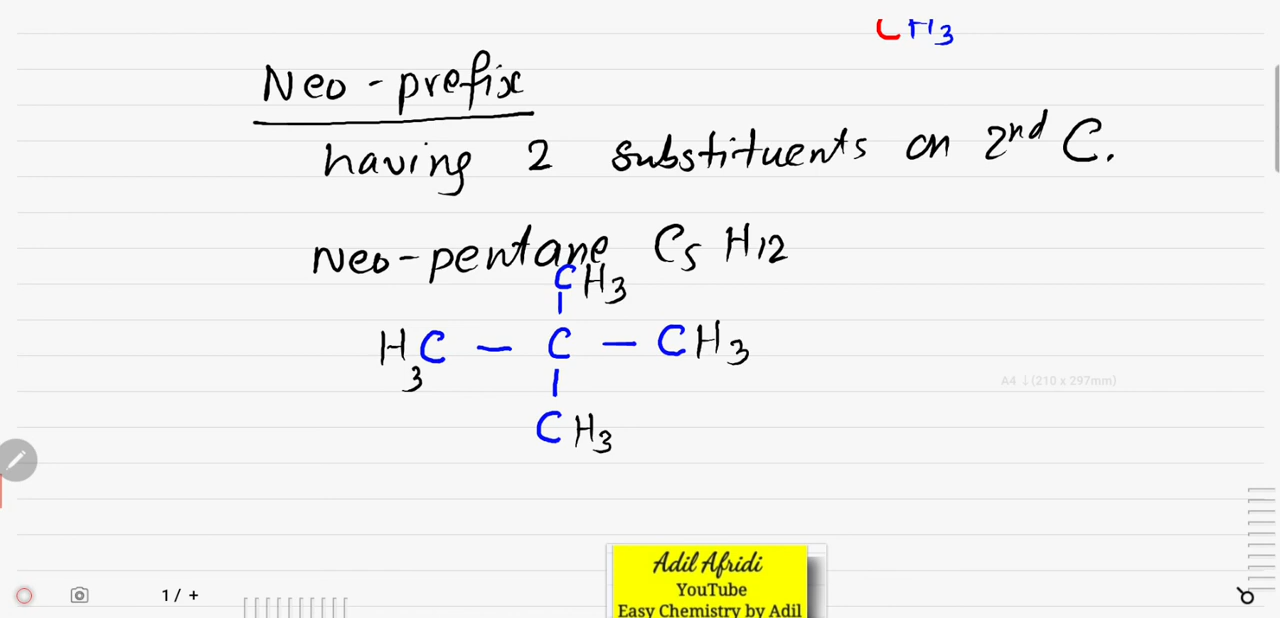 CH3
Neo-prefix
having 2 substituents on 2nd C.
Neo-pentane C5 H12
CH3
H3C - C - CH3
CH3
A4 ↓(210 x 297mm)
1 / +
Adil Afridi
YouTube
Easy Chemistry by Adil